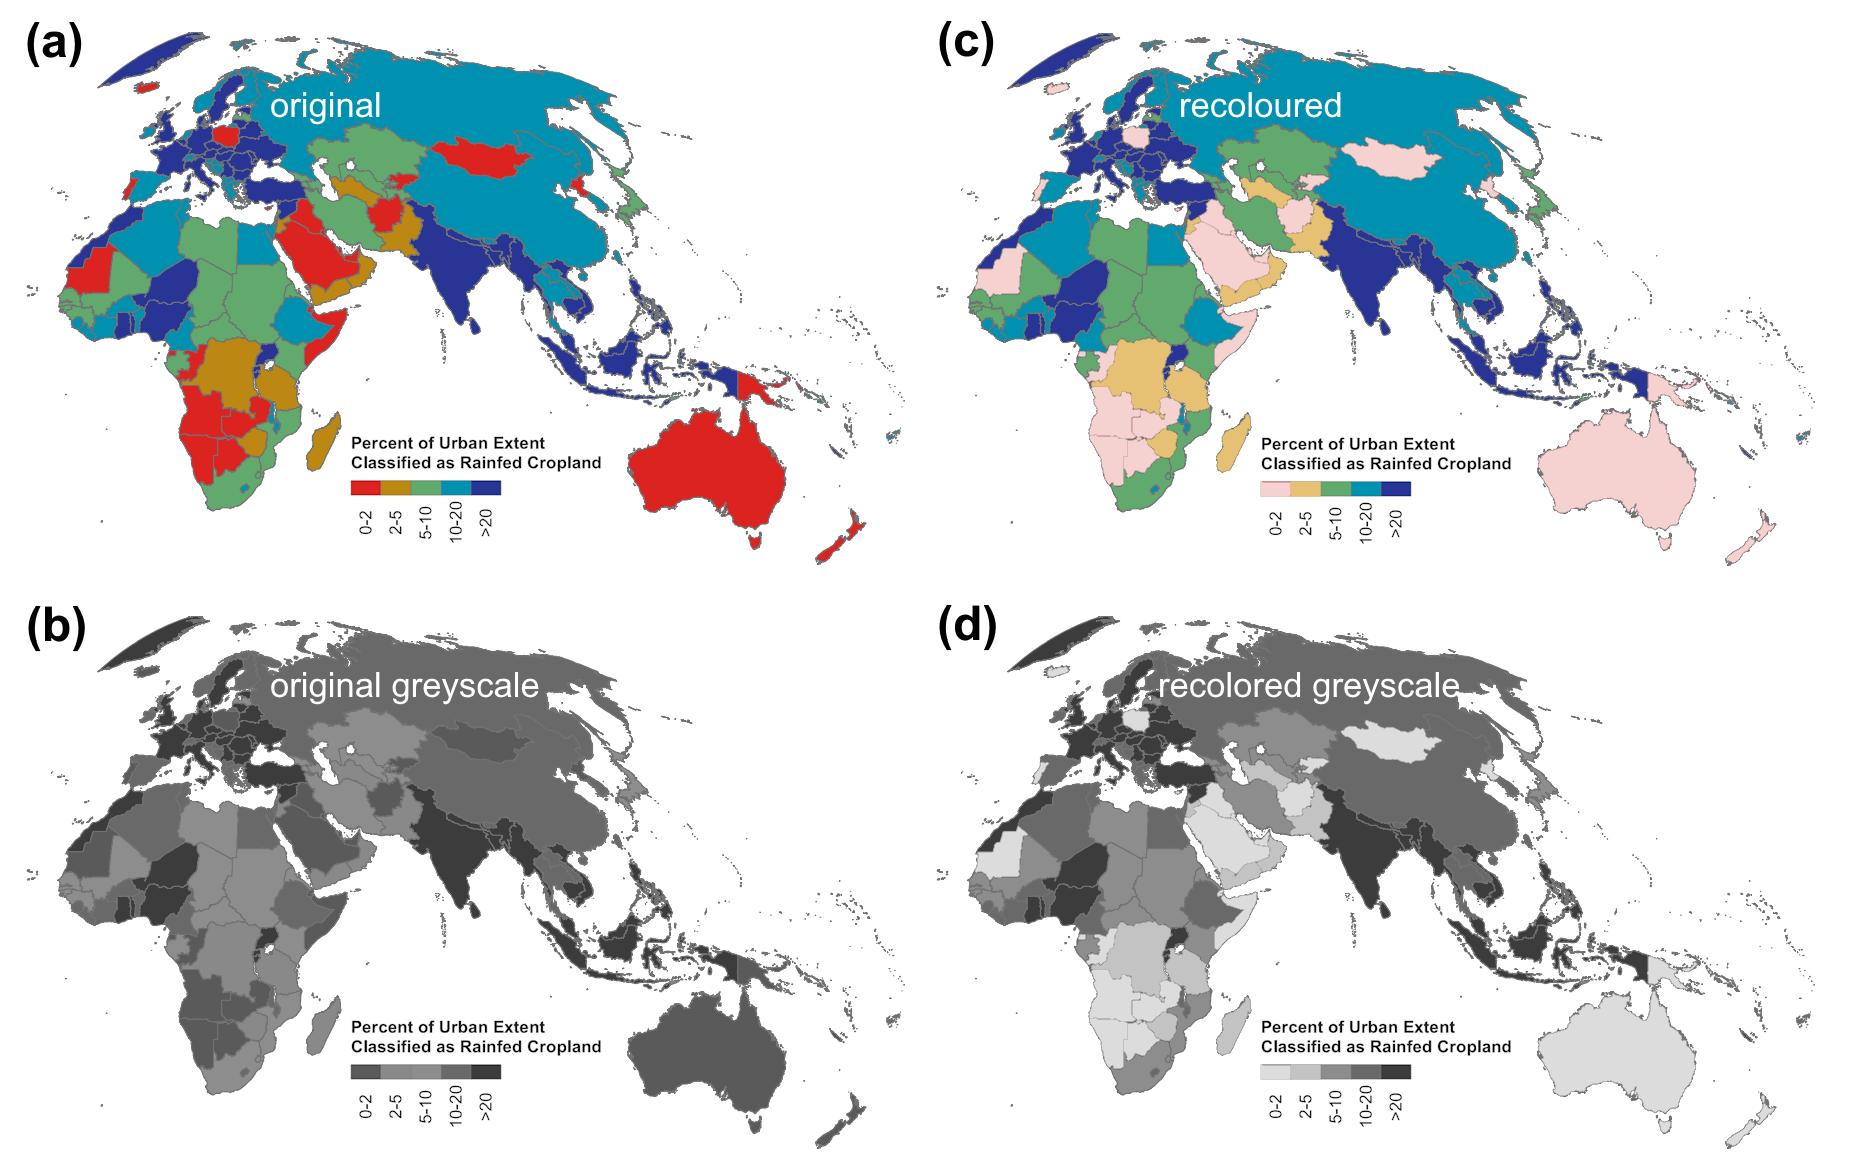 (a)
original
Percent of Urban Extent
Classified as Rainfed Cropland
0-2
2-5
5-10
10-20
>20
(c)
recoloured
Percent of Urban Extent
Classified as Rainfed Cropland
0-2
2-5
5-10
10-20
>20
(b)
original greyscale
Percent of Urban Extent
Classified as Rainfed Cropland
0-2
2-5
5-10
10-20
>20
(d)
recolored greyscale
Percent of Urban Extent
Classified as Rainfed Cropland
0-2
2-5
5-10
10-20
>20